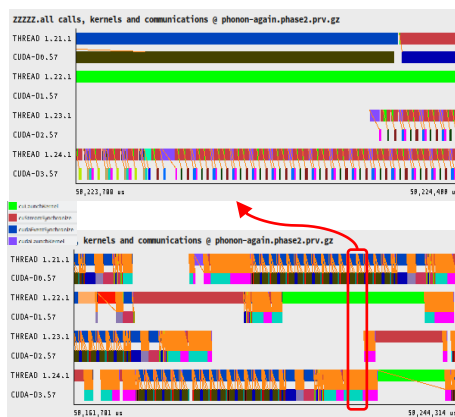 ZZZZZ.all calls, kernels and communications @ phonon-again.phase2.prv.gz
THREAD 1.21.1
CUDA-D0.57
THREAD 1.22.1
CUDA-D1.57
THREAD 1.23.1
CUDA-D2.57
THREAD 1.24.1
CUDA-D3.57
50,223,780 us
50,224,480 us
cuLaunchKernel
cudaStreamSynchronize
cudaEventSynchronize
cudaLaunchKernel
, kernels and communications @ phonon-again.phase2.prv.gz
THREAD 1.21.1
CUDA-D0.57
THREAD 1.22.1
CUDA-D1.57
THREAD 1.23.1
CUDA-D2.57
THREAD 1.24.1
CUDA-D3.57
50,161,781 us
50,244,314 us